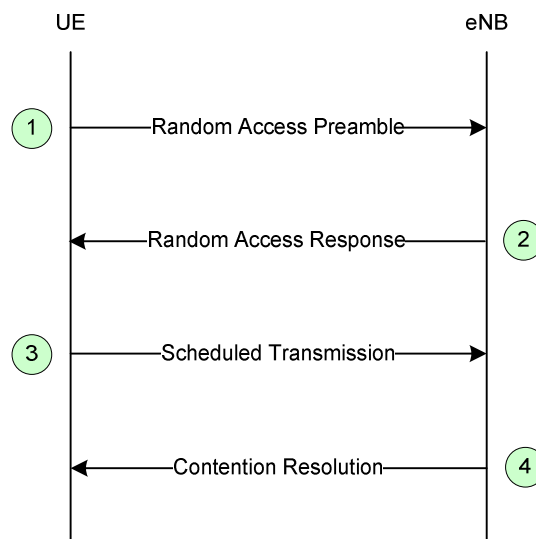 UE
eNB
1
Random Access Preamble
Random Access Response
2
3
Scheduled Transmission
Contention Resolution
4